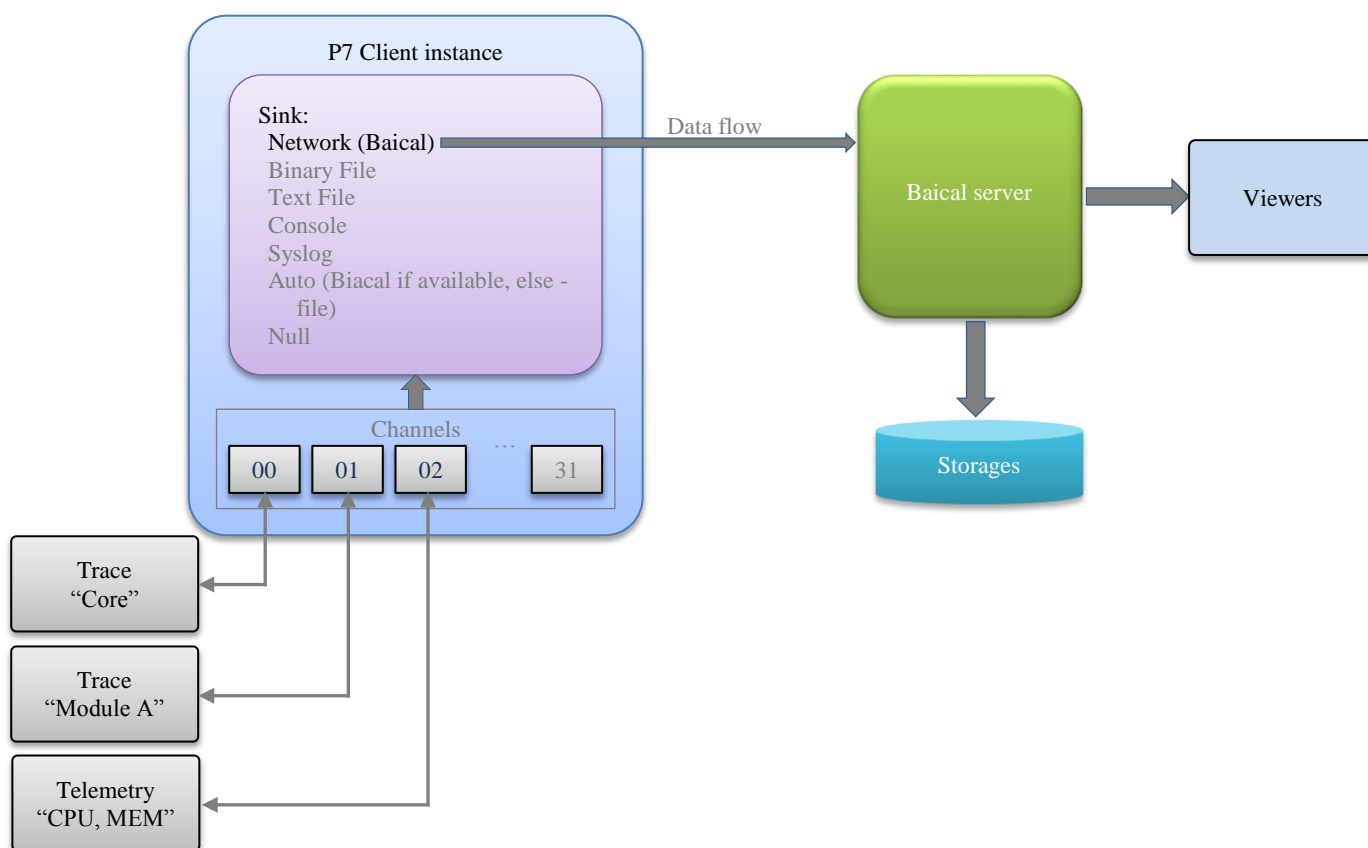 P7 Client instance
Sink:
Network (Baical)
Binary File
Text File
Console
Syslog
Auto (Biacal if available, else -
file)
Null
Data flow
Baical server
Viewers
Storages
Channels
00 01 02 … 31
Trace
“Core”
Trace
“Module A”
Telemetry
“CPU, MEM”